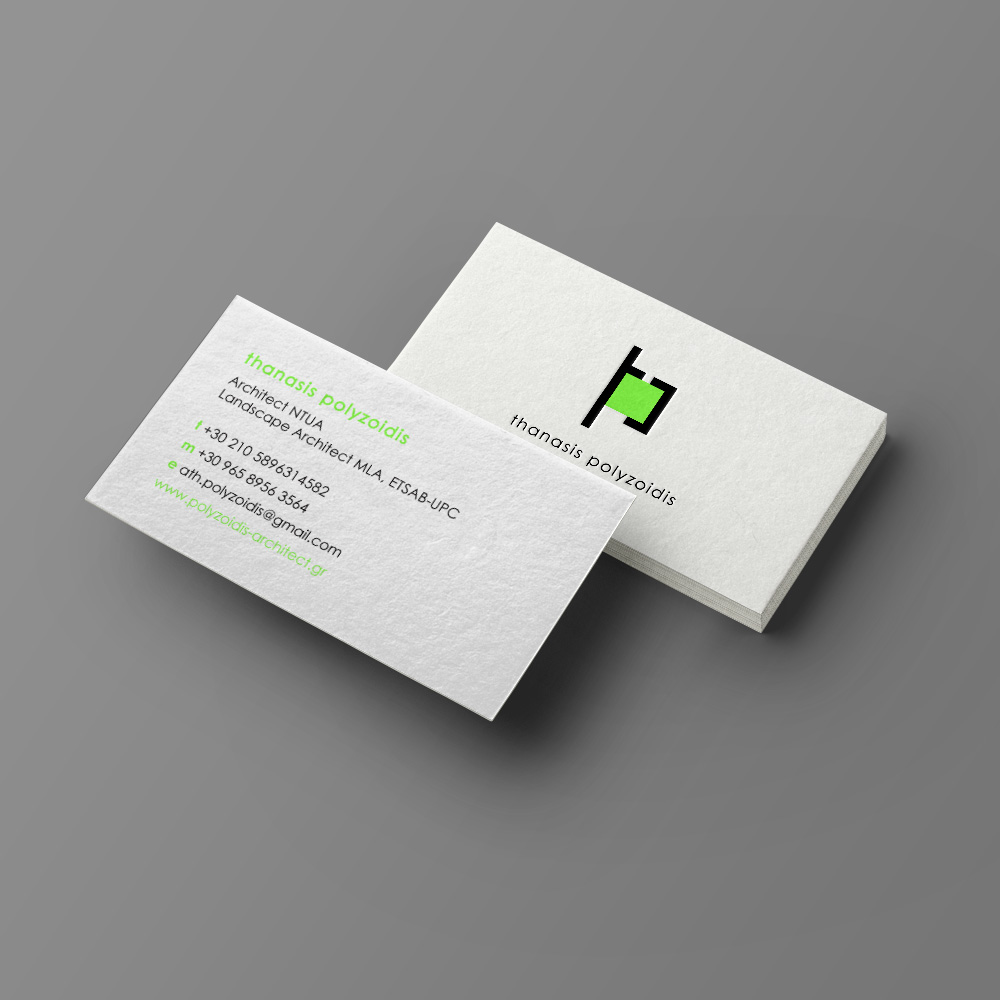 thanasis polyzoidis
Architect NTUA
Landscape Architect MLA, ETSAB-UPC
t +30 210 5896314582
m +30 965 8956 3564
e ath.polyzoidis@gmail.com
www.polyzoidis-architect.gr
thanasis polyzoidis